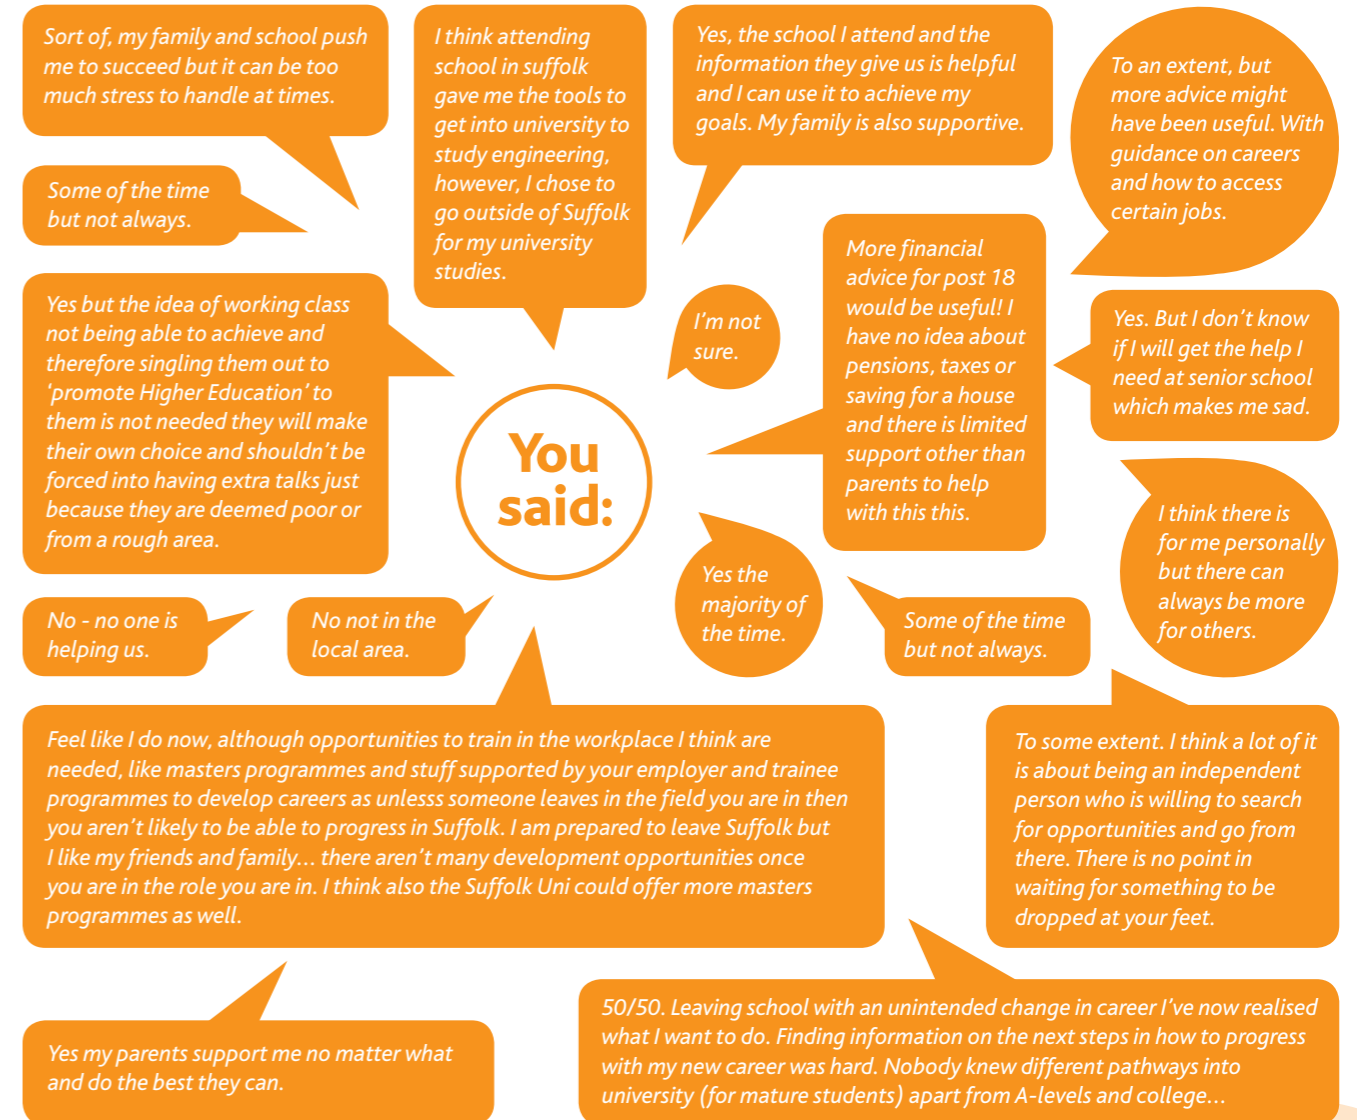 Sort of, my family and school push
me to succeed but it can be too
much stress to handle at times.
I think attending
school in suffolk
gave me the tools to
get into university to
study engineering,
however, I chose to
go outside of Suffolk
for my university
studies.
Yes, the school I attend and the
information they give us is helpful
and I can use it to achieve my
goals. My family is also supportive.
To an extent, but
more advice might
have been useful. With
guidance on careers
and how to access
certain jobs.
Some of the time
but not always.
Yes but the idea of working class
not being able to achieve and
therefore singling them out to
‘promote Higher Education’ to
them is not needed they will make
their own choice and shouldn’t be
forced into having extra talks just
because they are deemed poor or
from a rough area.
I’m not
sure.
More financial
advice for post 18
would be useful! I
have no idea about
pensions, taxes or
saving for a house
and there is limited
support other than
parents to help
with this this.
Yes. But I don’t know
if I will get the help I
need at senior school
which makes me sad.
You
said:
I think there is
for me personally
but there can
always be more
for others.
Yes the
majority of
the time.
No - no one is
helping us.
No not in the
local area.
Some of the time
but not always.
Feel like I do now, although opportunities to train in the workplace I think are
needed, like masters programmes and stuff supported by your employer and trainee
programmes to develop careers as unlesss someone leaves in the field you are in then
you aren’t likely to be able to progress in Suffolk. I am prepared to leave Suffolk but
I like my friends and family... there aren’t many development opportunities once
you are in the role you are in. I think also the Suffolk Uni could offer more masters
programmes as well.
To some extent. I think a lot of it
is about being an independent
person who is willing to search
for opportunities and go from
there. There is no point in
waiting for something to be
dropped at your feet.
Yes my parents support me no matter what
and do the best they can.
50/50. Leaving school with an unintended change in career I’ve now realised
what I want to do. Finding information on the next steps in how to progress
with my new career was hard. Nobody knew different pathways into
university (for mature students) apart from A-levels and college...